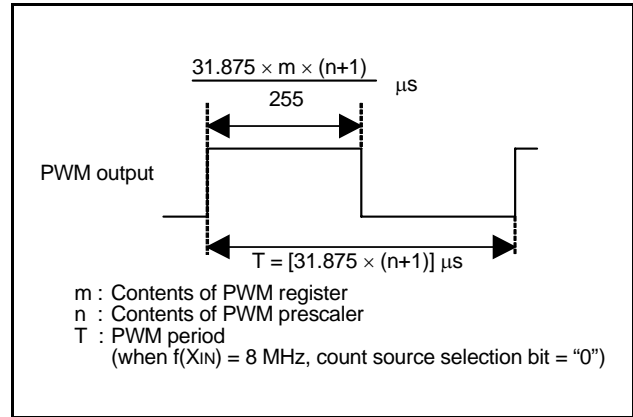 31.875 × m × (n+1)
255
μs
PWM output
T = [31.875 × (n+1)] μs
m : Contents of PWM register
n : Contents of PWM prescaler
T : PWM period
(when f(XIN) = 8 MHz, count source selection bit = “0”)